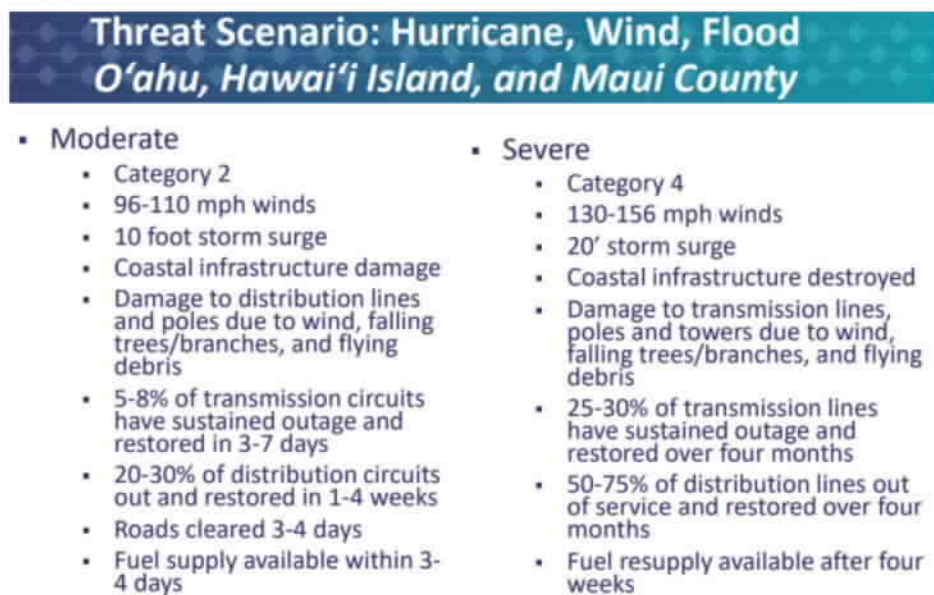 Threat Scenario: Hurricane, Wind, Flood
Oʻahu, Hawaiʻi Island, and Maui County
▪ Moderate
▪ Category 2
▪ 96-110 mph winds
▪ 10 foot storm surge
▪ Coastal infrastructure damage
▪ Damage to distribution lines
and poles due to wind, falling
trees/branches, and flying
debris
▪ 5-8% of transmission circuits
have sustained outage and
restored in 3-7 days
▪ 20-30% of distribution circuits
out and restored in 1-4 weeks
▪ Roads cleared 3-4 days
▪ Fuel supply available within 3-
4 days
▪ Severe
▪ Category 4
▪ 130-156 mph winds
▪ 20’ storm surge
▪ Coastal infrastructure destroyed
▪ Damage to transmission lines,
poles and towers due to wind,
falling trees/branches, and flying
debris
▪ 25-30% of transmission lines
have sustained outage and
restored over four months
▪ 50-75% of distribution lines out
of service and restored over four
months
▪ Fuel resupply available after four
weeks